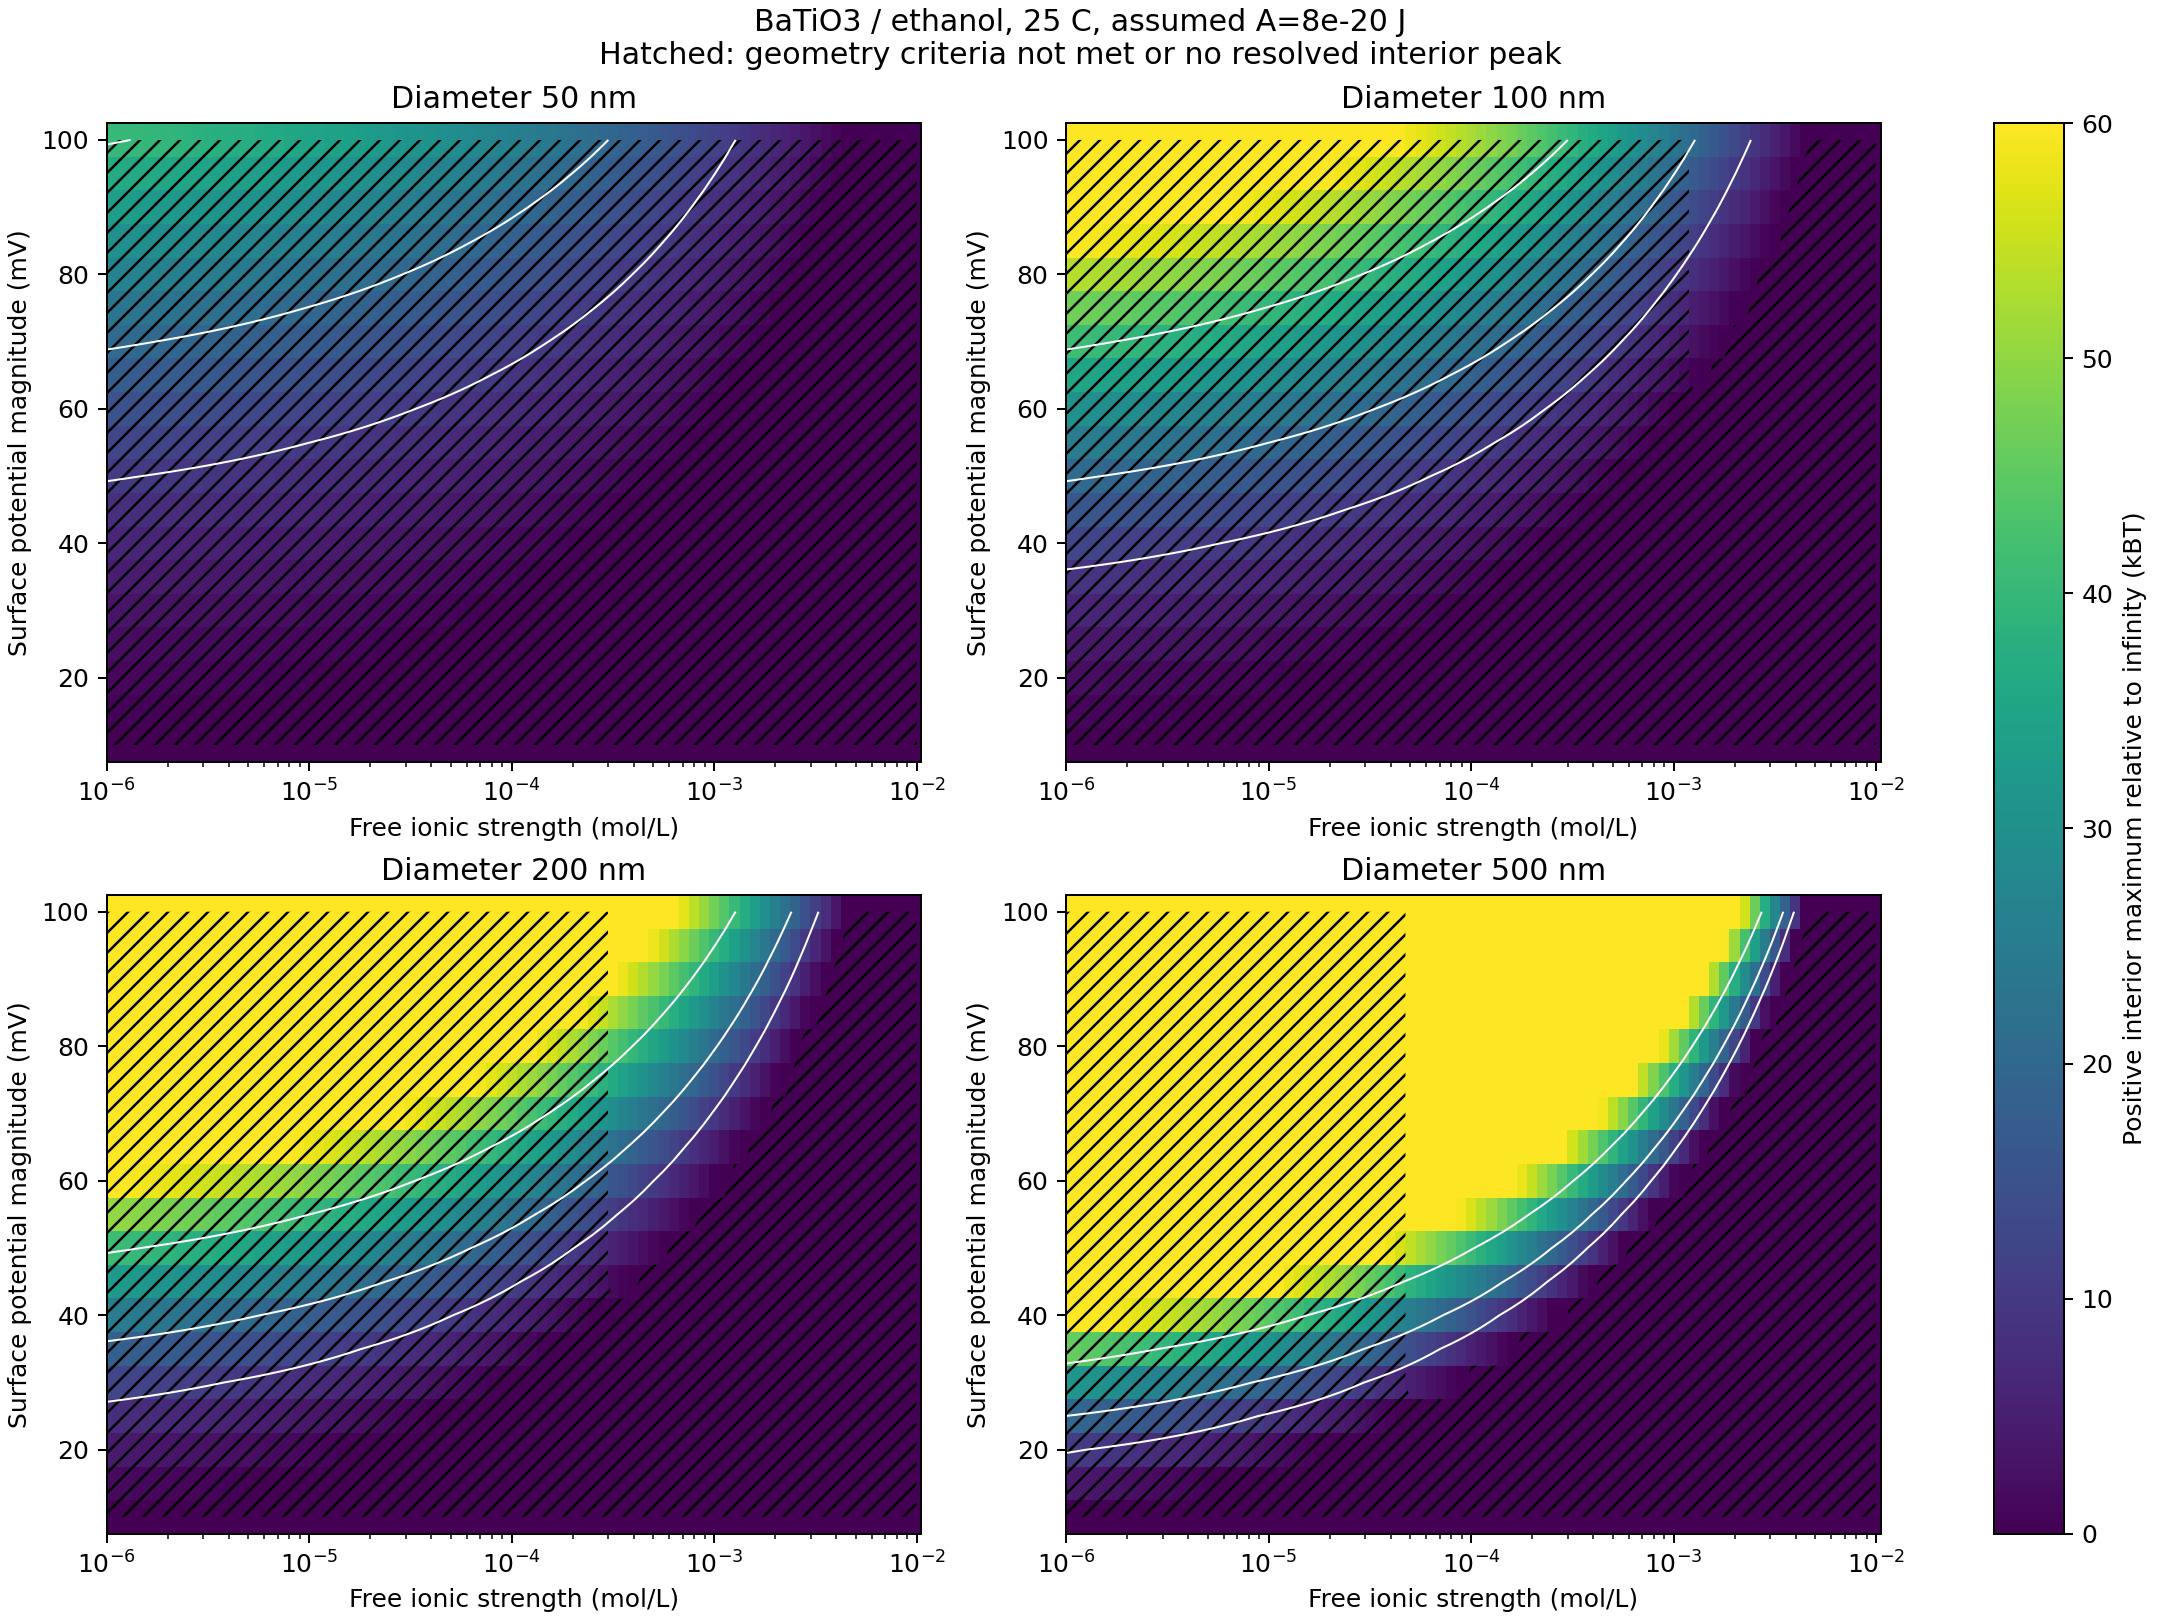 BaTiO3 / ethanol, 25 C, assumed A=8e-20 J
Hatched: geometry criteria not met or no resolved interior peak
Diameter 50 nm
Surface potential magnitude (mV)
100
80
60
40
20
10⁻⁶ 10⁻⁵ 10⁻⁴ 10⁻³ 10⁻²
Free ionic strength (mol/L)
Diameter 100 nm
Surface potential magnitude (mV)
100
80
60
40
20
10⁻⁶ 10⁻⁵ 10⁻⁴ 10⁻³ 10⁻²
Free ionic strength (mol/L)
Diameter 200 nm
Surface potential magnitude (mV)
100
80
60
40
20
10⁻⁶ 10⁻⁵ 10⁻⁴ 10⁻³ 10⁻²
Free ionic strength (mol/L)
Diameter 500 nm
Surface potential magnitude (mV)
100
80
60
40
20
10⁻⁶ 10⁻⁵ 10⁻⁴ 10⁻³ 10⁻²
Free ionic strength (mol/L)
60
50
40
30
20
10
0
Positive interior maximum relative to infinity (kBT)